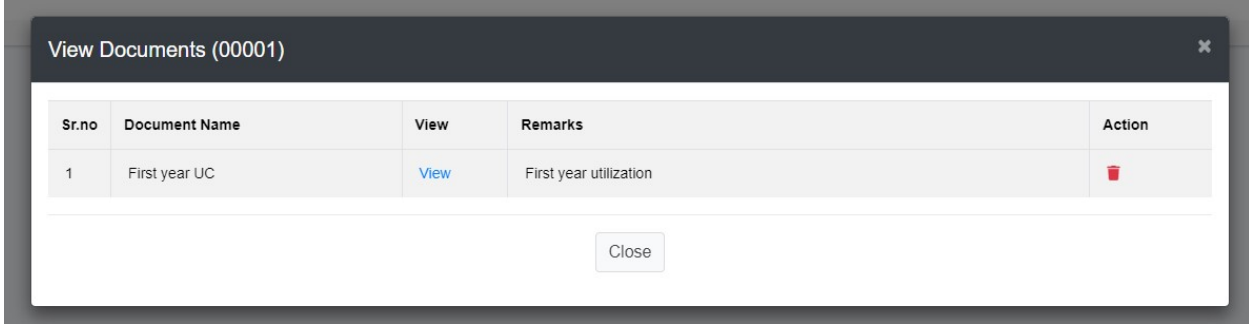 View Documents (00001)
Sr.no Document Name View Remarks Action
1 First year UC View First year utilization
Close